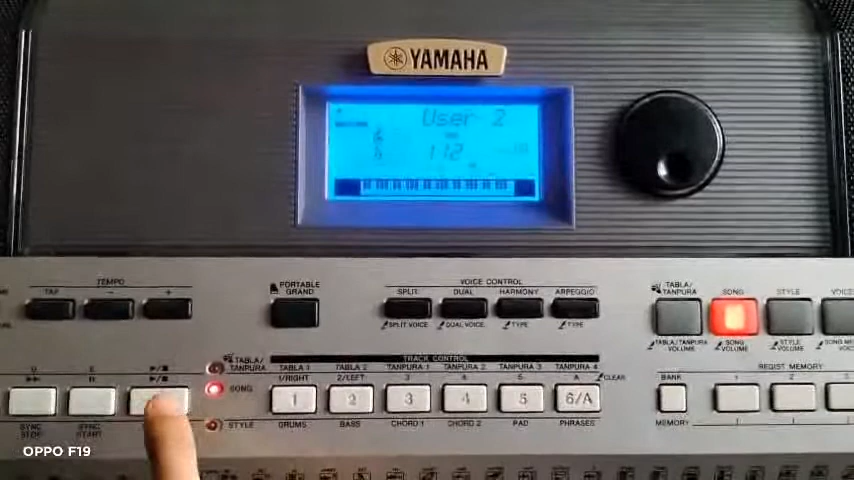 YAMAHA
User 2
112
TEMPO
TAP - +
PORTABLE
GRAND
VOICE CONTROL
SPLIT DUAL HARMONY ARPEGGIO
SPLIT VOICE DUAL VOICE TYPE TYPE
TABLA/
TANPURA SONG STYLE VOICE
TABLA/TANPURA
VOLUME SONG
VOLUME STYLE
VOLUME
TABLA/
TANPURA
SONG
STYLE
TRACK CONTROL
TABLA 1 TABLA 2 TANPURA 1 TANPURA 2 TANPURA 3 TANPURA 4
1/RIGHT 2/LEFT 3 4 5 A CLEAR
1 2 3 4 5 6/A
DRUMS BASS CHORD 1 CHORD 2 PAD PHRASES
REGIST MEMORY
BANK 1 2 3
MEMORY 1 2
SYNC
STOP SYNC
START
OPPO F19